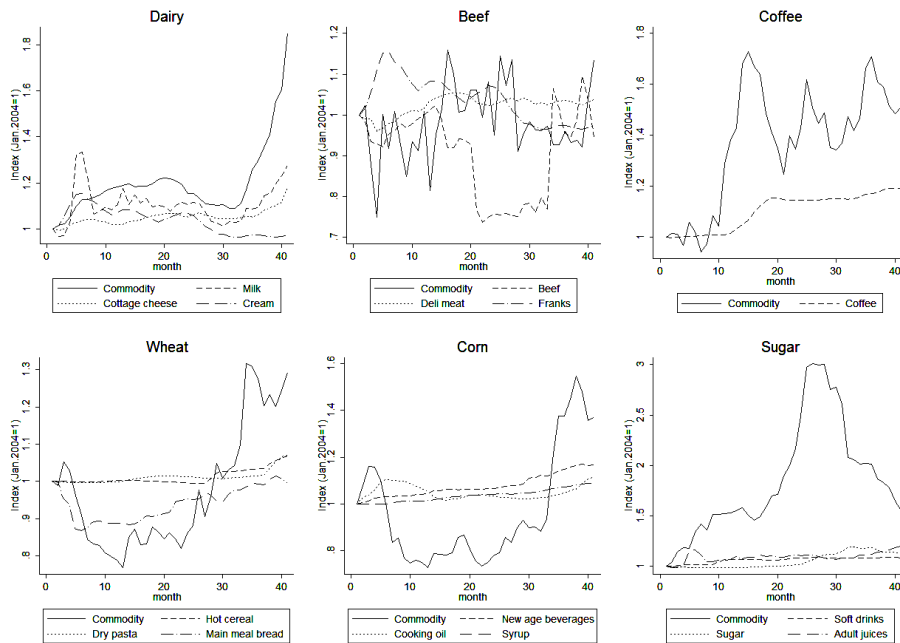 Dairy
Index (Jan.2004=1)
1 1.2 1.4 1.6 1.8
0 10 20 30 40
month
Commodity Milk
Cottage cheese Cream
Beef
Index (Jan.2004=1)
.7 .8 .9 1 1.1 1.2
0 10 20 30 40
month
Commodity Beef
Deli meat Franks
Coffee
Index (Jan.2004=1)
1 1.2 1.4 1.6 1.8
0 10 20 30 40
month
Commodity Coffee
Wheat
Index (Jan.2004=1)
.8 .9 1 1.1 1.2 1.3
0 10 20 30 40
month
Commodity Hot cereal
Dry pasta Main meal bread
Corn
Index (Jan.2004=1)
.8 1 1.2 1.4 1.6
0 10 20 30 40
month
Commodity New age beverages
Cooking oil Syrup
Sugar
Index (Jan.2004=1)
1 1.5 2 2.5 3
0 10 20 30 40
month
Commodity Soft drinks
Sugar Adult juices